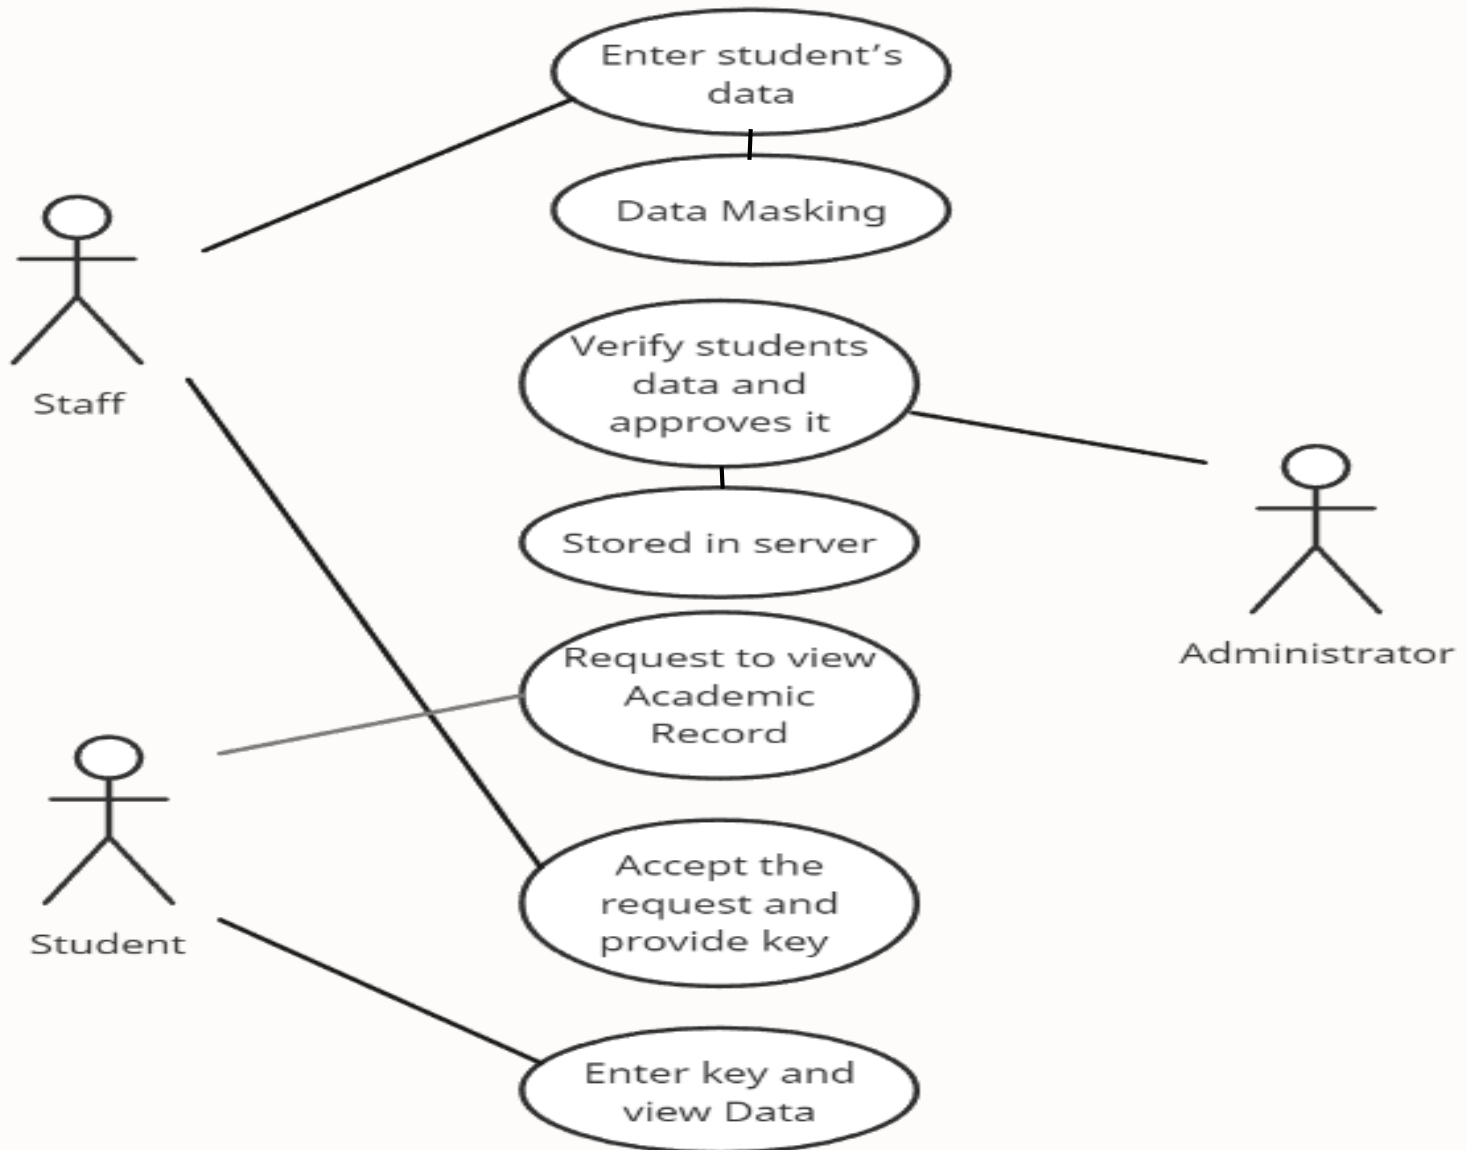 Enter student’s
data
Data Masking
Verify students
data and
approves it
Staff
Stored in server
Administrator
Request to view
Academic
Record
Accept the
request and
provide key
Student
Enter key and
view Data